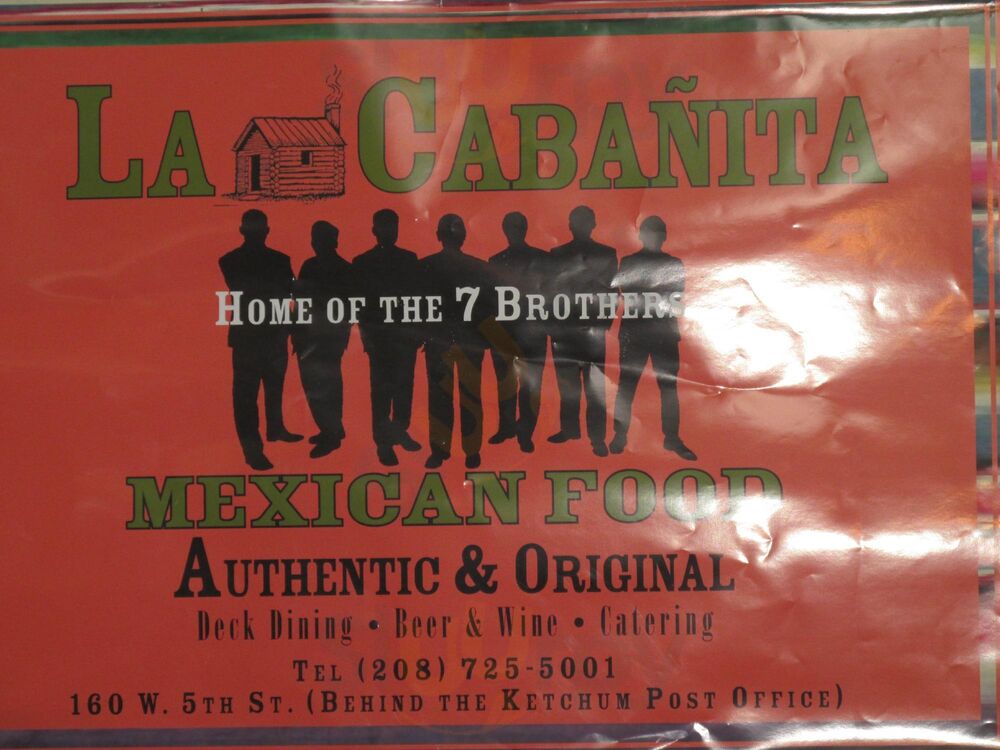 LA CABAÑITA
HOME OF THE 7 BROTHERS
MEXICAN FOOD
AUTHENTIC & ORIGINAL
Deck Dining • Beer & Wine • Catering
TEL (208) 725-5001
160 W. 5TH ST. (BEHIND THE KETCHUM POST OFFICE)